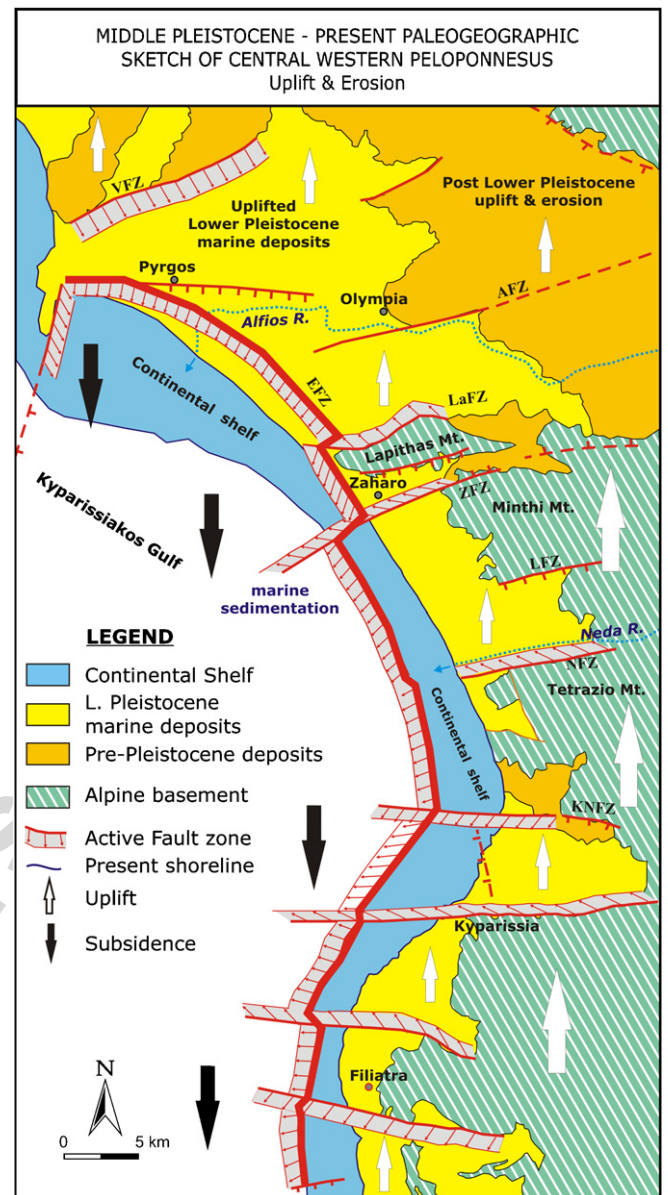 MIDDLE PLEISTOCENE - PRESENT PALEOGEOGRAPHIC
SKETCH OF CENTRAL WESTERN PELOPONNESUS
Uplift & Erosion
VFZ
Uplifted
Lower Pleistocene
marine deposits
Post Lower Pleistocene
uplift & erosion
Pyrgos
Olympia
AFZ
Alfios R.
Continental shelf
EFZ
LaFZ
Lapithas Mt.
Zaharo
ZFZ
Minthi Mt.
Kyparissiakos Gulf
LFZ
marine
sedimentation
Neda R.
NFZ
Tetrazio Mt.
Continental shelf
KNFZ
Kyparissia
Filiatra
LEGEND
Continental Shelf
L. Pleistocene
marine deposits
Pre-Pleistocene deposits
Alpine basement
Active Fault zone
Present shoreline
Uplift
Subsidence
N
0 5 km